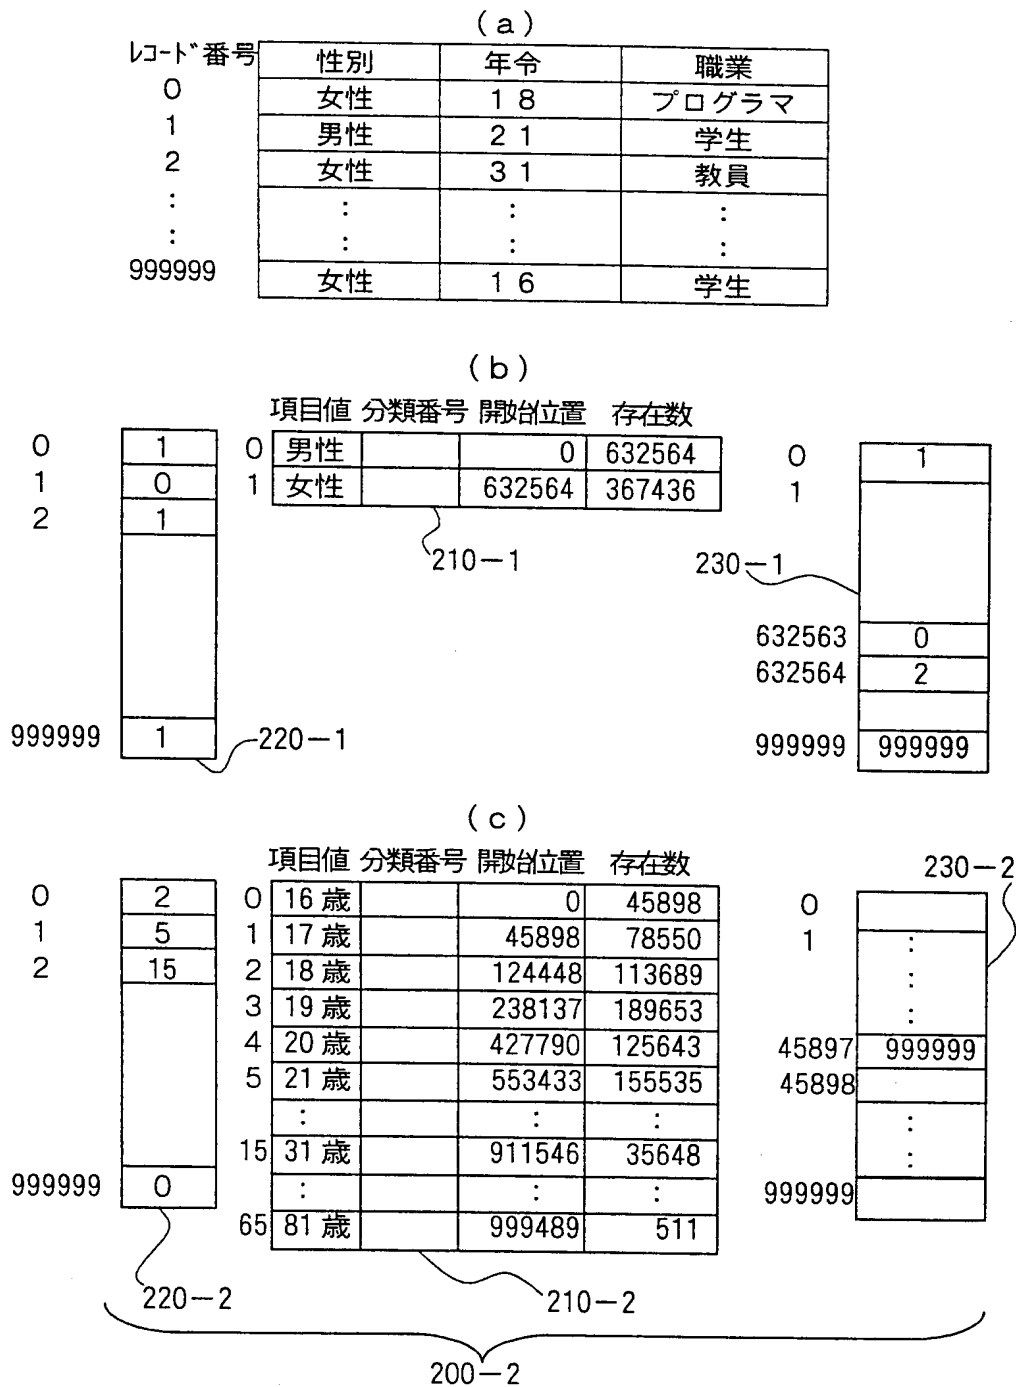 (a)
ﾚｺｰﾄﾞ番号 性別 年令 職業
0 女性 18 プログラマ
1 男性 21 学生
2 女性 31 教員
: : : :
: : : :
999999 女性 16 学生
(b)
項目値 分類番号 開始位置 存在数
0 1 0 男性 0 632564 0 1
1 0 1 女性 632564 367436 1
2 1
210-1
230-1
632563 0
632564 2
999999 1 220-1 999999 999999
(c)
項目値 分類番号 開始位置 存在数 230-2
0 2 0 16歳 0 45898 0
1 5 1 17歳 45898 78550 1 :
2 15 2 18歳 124448 113689 :
3 19歳 238137 189653 :
4 20歳 427790 125643 45897 999999
5 21歳 553433 155535 45898
: : : :
15 31歳 911546 35648 :
999999 0 : : : 999999
65 81歳 999489 511
220-2 210-2
200-2